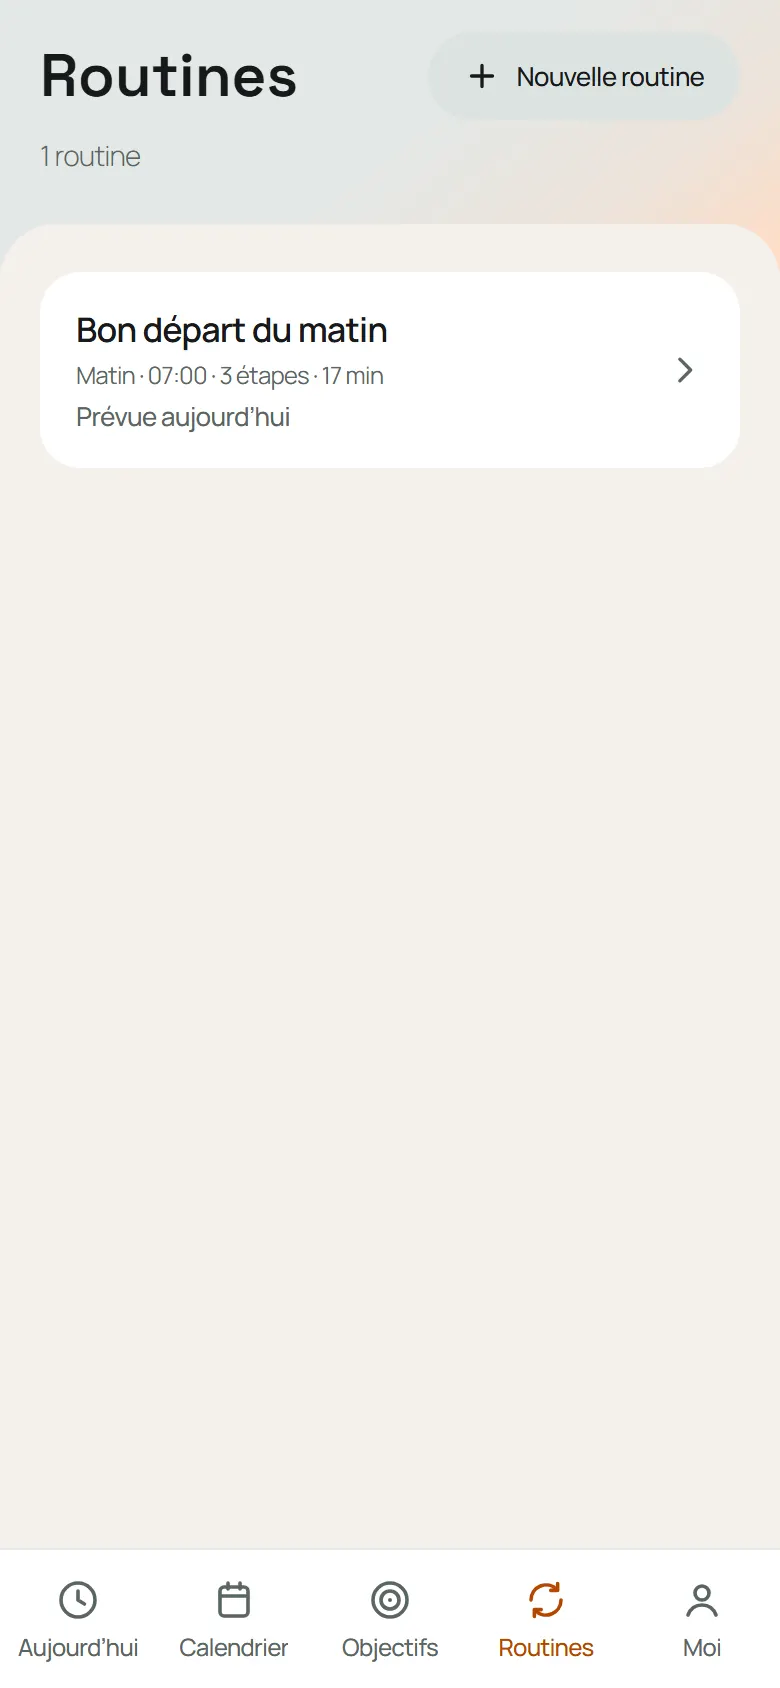 Routines
Nouvelle routine
1 routine
Bon départ du matin
Matin · 07:00 · 3 étapes · 17 min
Prévue aujourd’hui
Aujourd’hui
Calendrier
Objectifs
Routines
Moi